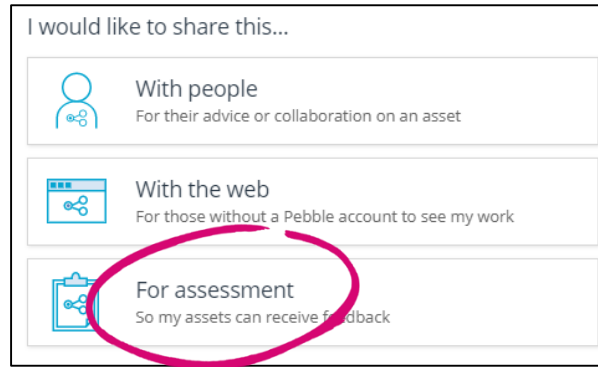 I would like to share this...
With people
For their advice or collaboration on an asset
With the web
For those without a Pebble account to see my work
For assessment
So my assets can receive feedback